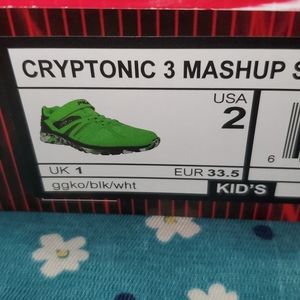 CRYPTONIC 3 MASHUP S
USA
2
UK 1
EUR 33.5
6
ggko/blk/wht
KID'S